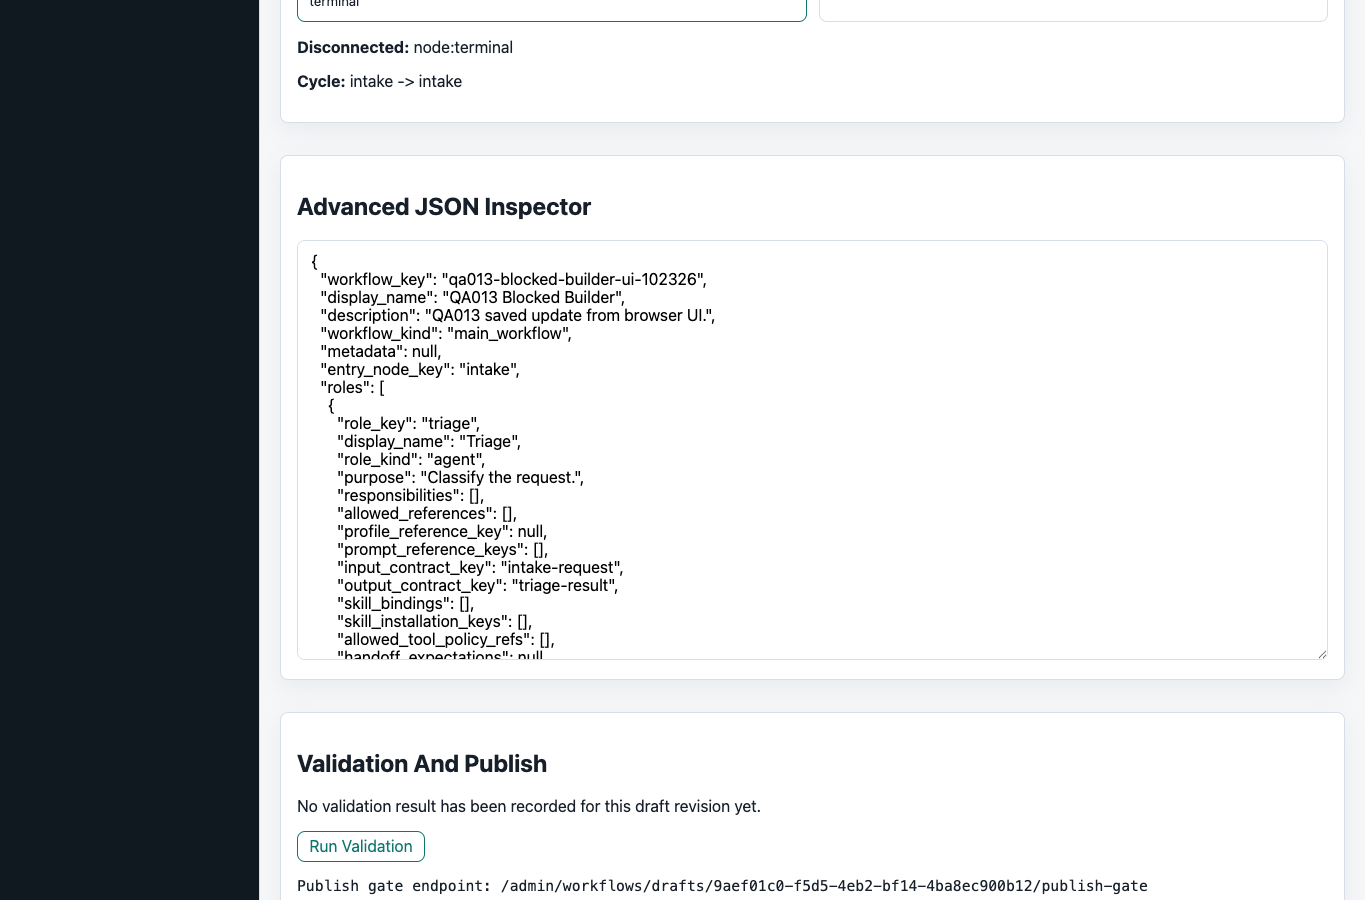 terminal
Disconnected: node:terminal
Cycle: intake -> intake
Advanced JSON Inspector
{
  "workflow_key": "qa013-blocked-builder-ui-102326",
  "display_name": "QA013 Blocked Builder",
  "description": "QA013 saved update from browser UI.",
  "workflow_kind": "main_workflow",
  "metadata": null,
  "entry_node_key": "intake",
  "roles": [
    {
      "role_key": "triage",
      "display_name": "Triage",
      "role_kind": "agent",
      "purpose": "Classify the request.",
      "responsibilities": [],
      "allowed_references": [],
      "profile_reference_key": null,
      "prompt_reference_keys": [],
      "input_contract_key": "intake-request",
      "output_contract_key": "triage-result",
      "skill_bindings": [],
      "skill_installation_keys": [],
      "allowed_tool_policy_refs": [],
      "handoff_expectations": null
Validation And Publish
No validation result has been recorded for this draft revision yet.
Run Validation
Publish gate endpoint: /admin/workflows/drafts/9aef01c0-f5d5-4eb2-bf14-4ba8ec900b12/publish-gate